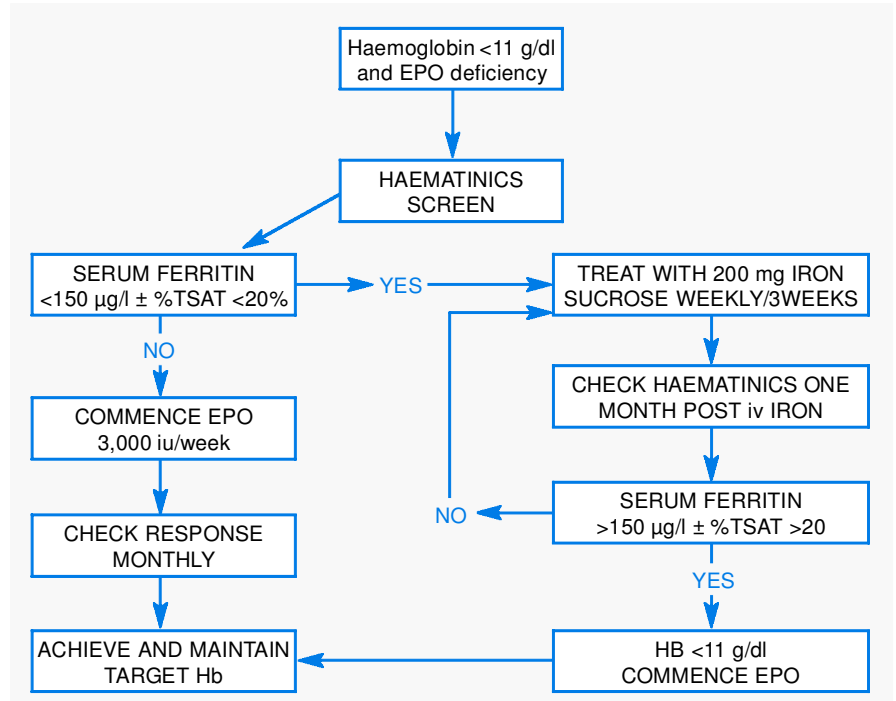 Haemoglobin <11 g/dl
and EPO deficiency
HAEMATINICS
SCREEN
SERUM FERRITIN
<150 µg/l ± %TSAT <20%
YES
TREAT WITH 200 mg IRON
SUCROSE WEEKLY/3WEEKS
NO
CHECK HAEMATINICS ONE
MONTH POST iv IRON
COMMENCE EPO
3,000 iu/week
SERUM FERRITIN
>150 µg/l ± %TSAT >20
NO
CHECK RESPONSE
MONTHLY
YES
ACHIEVE AND MAINTAIN
TARGET Hb
HB <11 g/dl
COMMENCE EPO